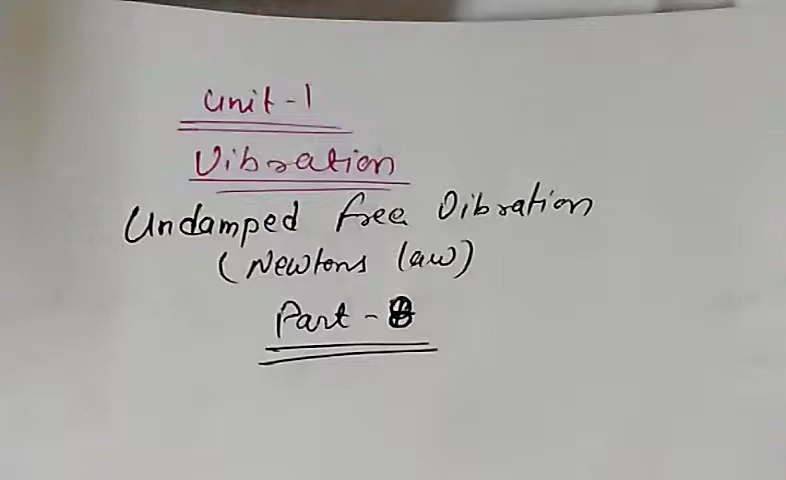 Unit-1
Vibration
Undamped free Vibration
(Newtons law)
Part-